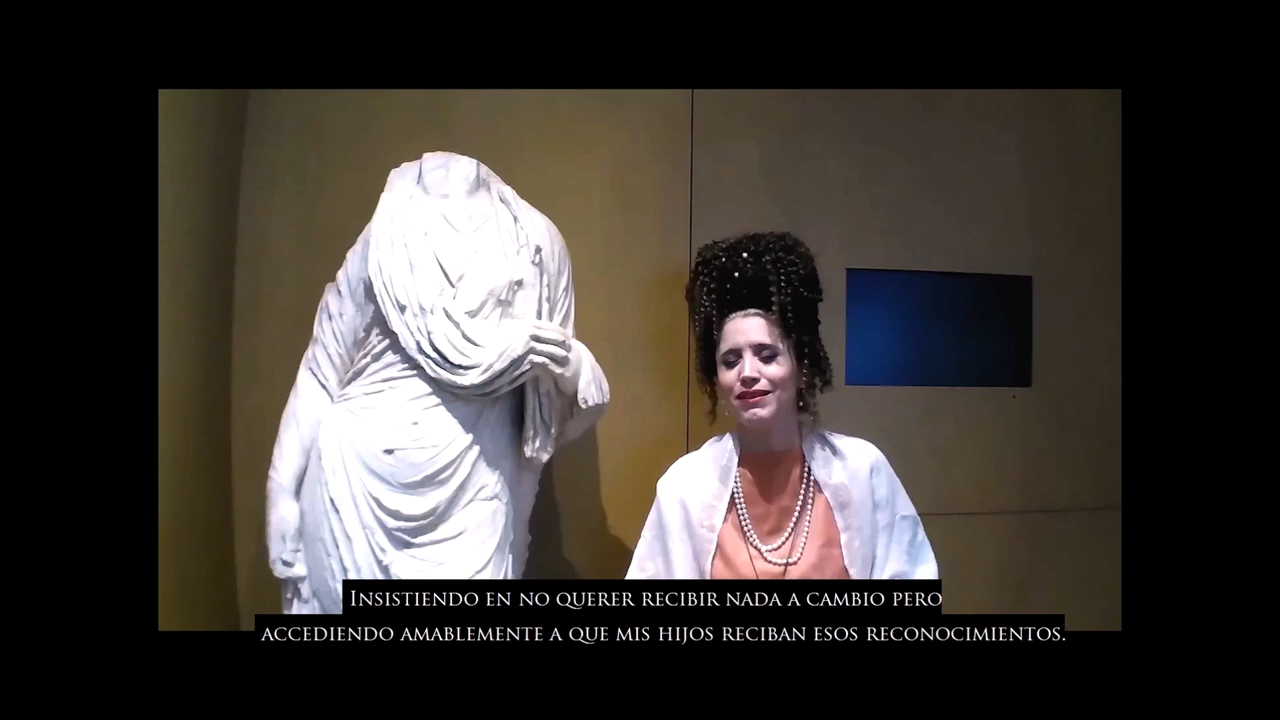 Insistiendo en no querer recibir nada a cambio pero
accediendo amablemente a que mis hijos reciban esos reconocimientos.